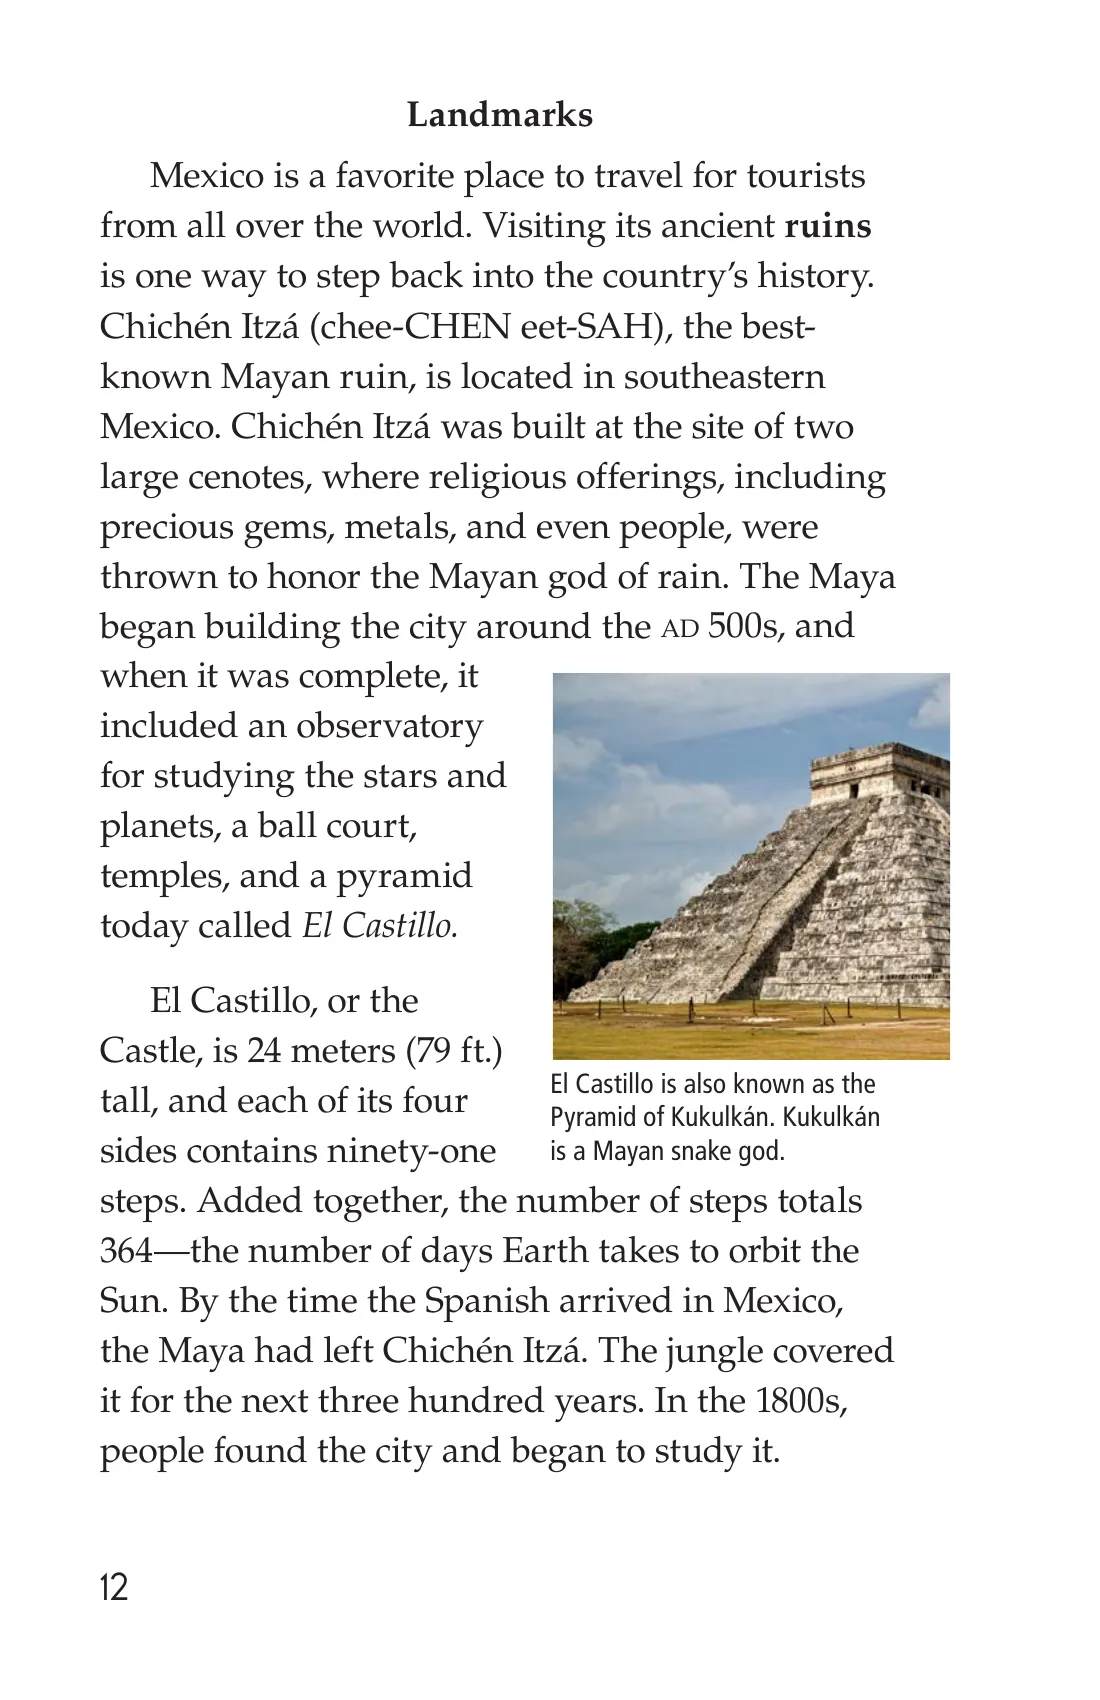 Landmarks
Mexico is a favorite place to travel for tourists
from all over the world. Visiting its ancient ruins
is one way to step back into the country’s history.
Chichén Itzá (chee-CHEN eet-SAH), the best-
known Mayan ruin, is located in southeastern
Mexico. Chichén Itzá was built at the site of two
large cenotes, where religious offerings, including
precious gems, metals, and even people, were
thrown to honor the Mayan god of rain. The Maya
began building the city around the AD 500s, and
when it was complete, it
included an observatory
for studying the stars and
planets, a ball court,
temples, and a pyramid
today called El Castillo.
El Castillo, or the
Castle, is 24 meters (79 ft.)
tall, and each of its four
sides contains ninety-one
steps. Added together, the number of steps totals
364—the number of days Earth takes to orbit the
Sun. By the time the Spanish arrived in Mexico,
the Maya had left Chichén Itzá. The jungle covered
it for the next three hundred years. In the 1800s,
people found the city and began to study it.
El Castillo is also known as the
Pyramid of Kukulkán. Kukulkán
is a Mayan snake god.
12